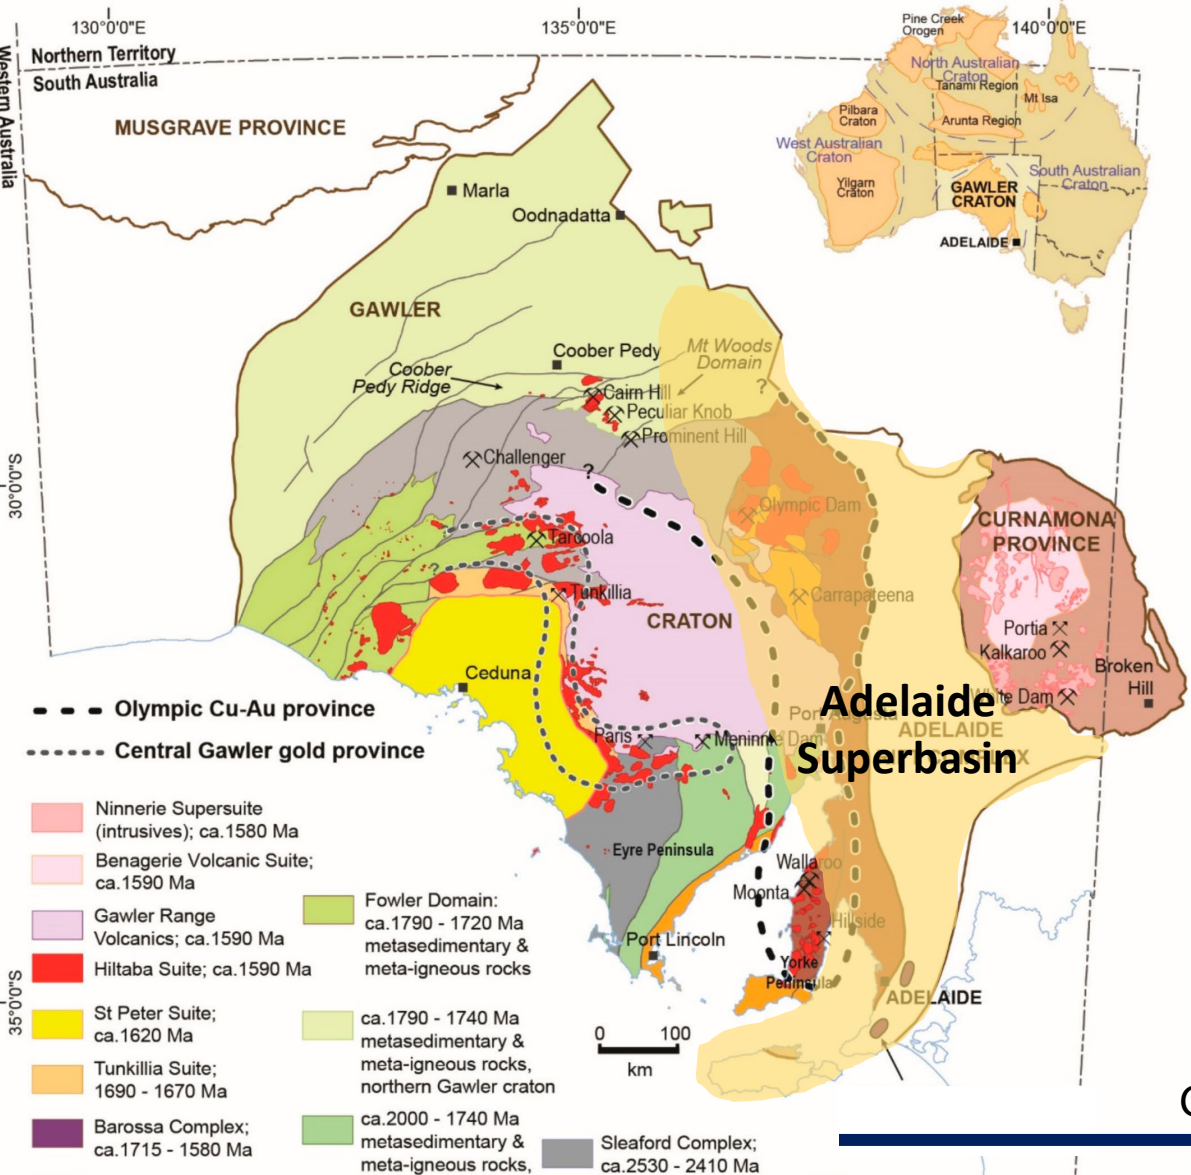 130°0'0"E
135°0'0"E
140°0'0"E
Western Australia
Northern Territory
South Australia
MUSGRAVE PROVINCE
Marla
Oodnadatta
GAWLER
Coober Pedy
Coober
Pedy Ridge
Mt Woods
Domain
?
Cairn Hill
Peculiar Knob
Prominent Hill
Challenger
?
30°0'0"S
Olympic Dam
Tarcoola
?
Tunkillia
Carrapateena
CRATON
CURNAMONA
PROVINCE
Portia
Kalkaroo
Broken
Hill
White Dam
Ceduna
Port Augusta
Adelaide
Superbasin
ADELAIDE
Paris
Menninnie Dam
Olympic Cu-Au province
Central Gawler gold province
Eyre Peninsula
Wallaroo
Moonta
Hillside
Port Lincoln
Yorke
Peninsula
ADELAIDE
35°0'0"S
0 100
km
Ninnerie Supersuite
(intrusives); ca.1580 Ma
Benagerie Volcanic Suite;
ca.1590 Ma
Gawler Range
Volcanics; ca.1590 Ma
Hiltaba Suite; ca.1590 Ma
St Peter Suite;
ca.1620 Ma
Tunkillia Suite;
1690 - 1670 Ma
Barossa Complex;
ca.1715 - 1580 Ma
Fowler Domain:
ca.1790 - 1720 Ma
metasedimentary &
meta-igneous rocks
ca.1790 - 1740 Ma
metasedimentary &
meta-igneous rocks,
northern Gawler craton
ca.2000 - 1740 Ma
metasedimentary &
meta-igneous rocks,
Sleaford Complex;
ca.2530 - 2410 Ma
Pine Creek
Orogen
North Australian
Craton
Tanami Region
Mt Isa
Pilbara
Craton
Arunta Region
West Australian
Craton
Yilgarn
Craton
South Australian
Craton
GAWLER
CRATON
ADELAIDE